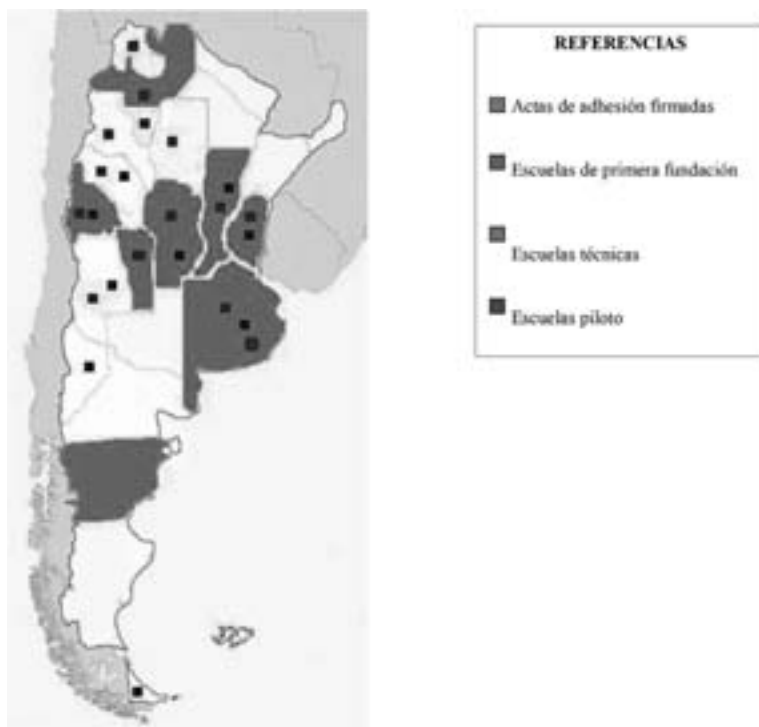 REFERENCIAS
Actas de adhesión firmadas
Escuelas de primera fundación
Escuelas técnicas
Escuelas piloto